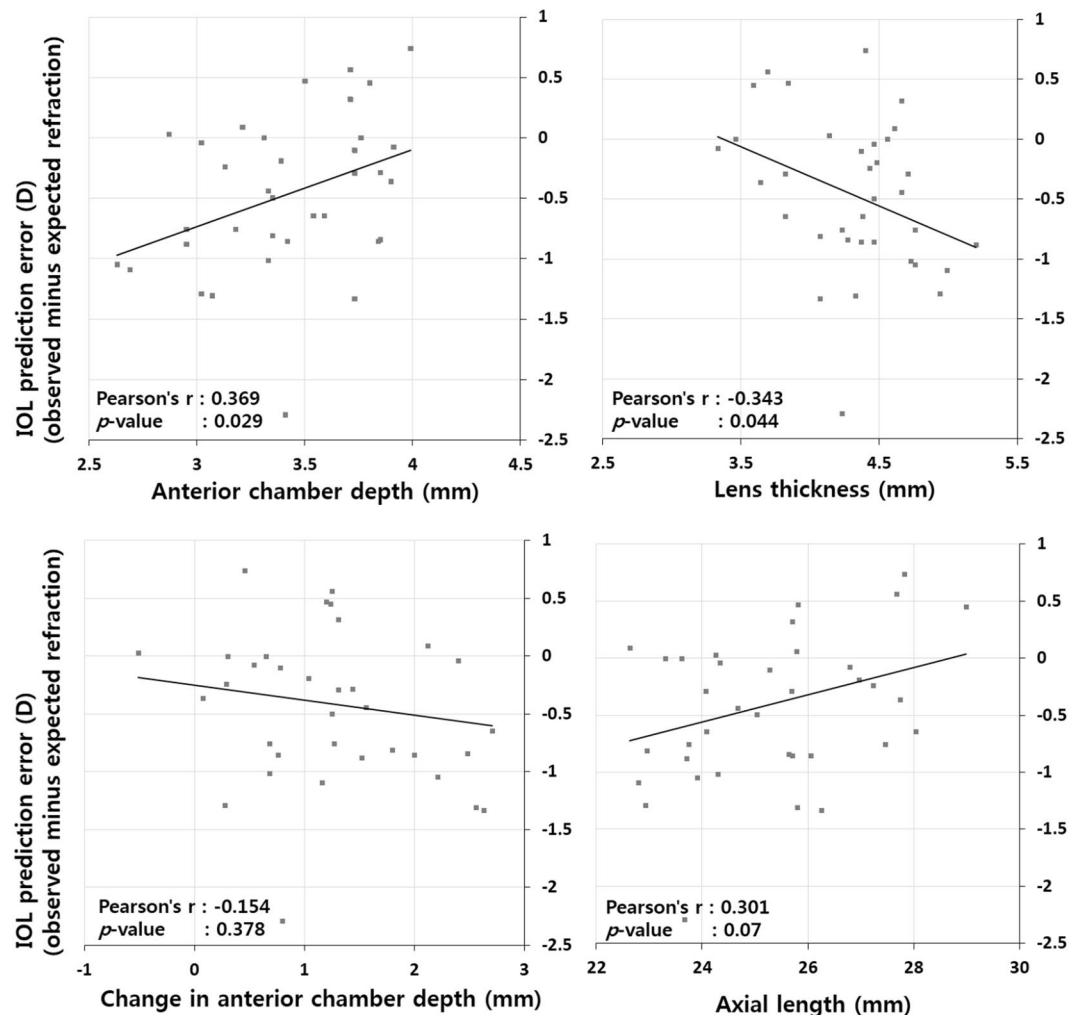 IOL prediction error (D)
(observed minus expected refraction)
1
0.5
0
-0.5
-1
-1.5
-2
-2.5
Pearson's r : 0.369
p-value : 0.029
2.5 3 3.5 4 4.5
Anterior chamber depth (mm)
1
0.5
0
-0.5
-1
-1.5
-2
-2.5
Pearson's r : -0.343
p-value : 0.044
2.5 3.5 4.5 5.5
Lens thickness (mm)
IOL prediction error (D)
(observed minus expected refraction)
1
0.5
0
-0.5
-1
-1.5
-2
-2.5
Pearson's r : -0.154
p-value : 0.378
-1 0 1 2 3
Change in anterior chamber depth (mm)
1
0.5
0
-0.5
-1
-1.5
-2
-2.5
Pearson's r : 0.301
p-value : 0.07
22 24 26 28 30
Axial length (mm)